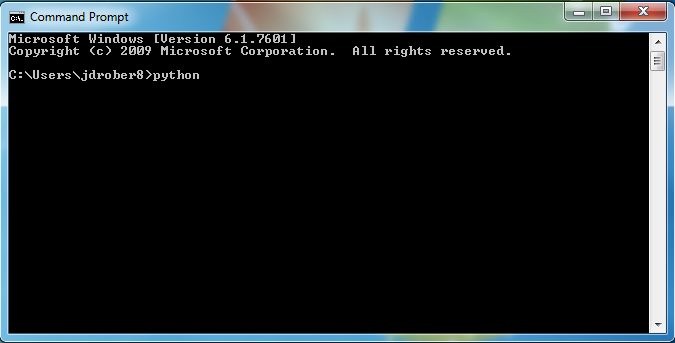 Command Prompt
Microsoft Windows [Version 6.1.7601]
Copyright (c) 2009 Microsoft Corporation.  All rights reserved.
C:\Users\jdrober8>python